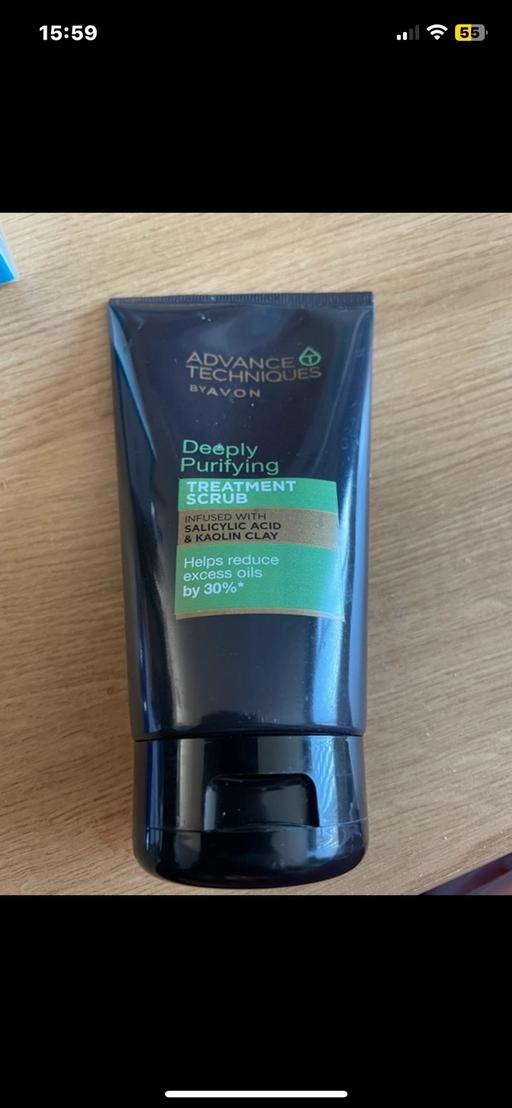 15:59
55
ADVANCE
TECHNIQUES
BY AVON
Deeply
Purifying
TREATMENT
SCRUB
INFUSED WITH
SALICYLIC ACID
& KAOLIN CLAY
Helps reduce
excess oils
by 30%*